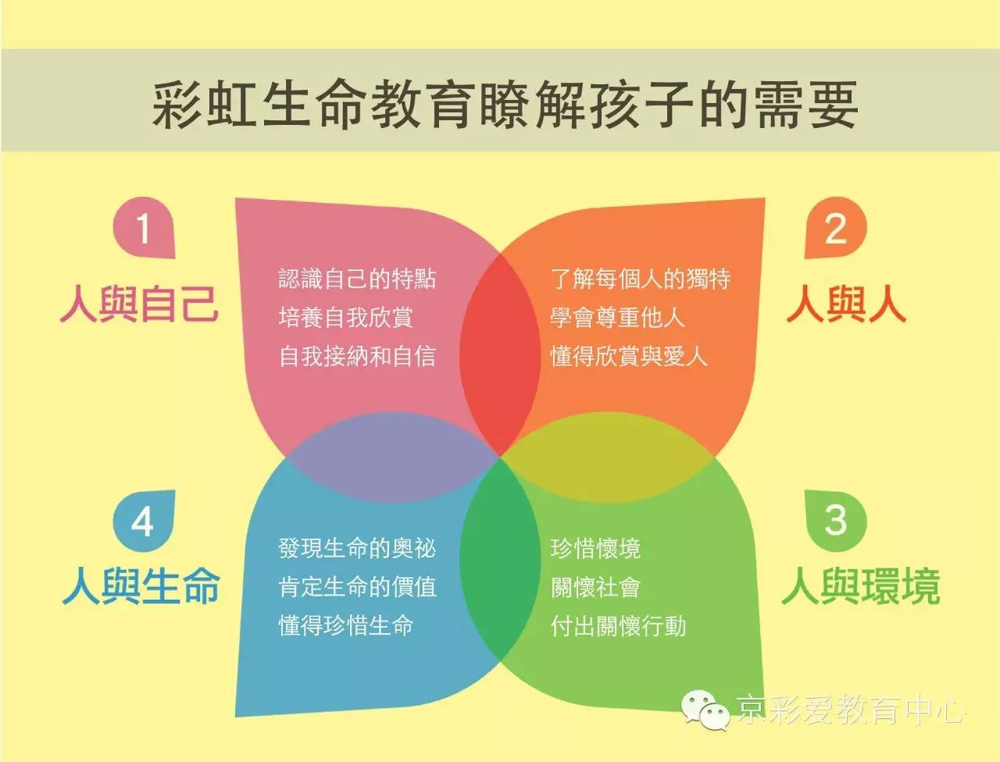 彩虹生命教育瞭解孩子的需要
1
人與自己
認識自己的特點
培養自我欣賞
自我接納和自信
2
人與人
了解每個人的獨特
學會尊重他人
懂得欣賞與愛人
4
人與生命
發現生命的奧祕
肯定生命的價值
懂得珍惜生命
3
人與環境
珍惜懷境
關懷社會
付出關懷行動
京彩爱教育中心